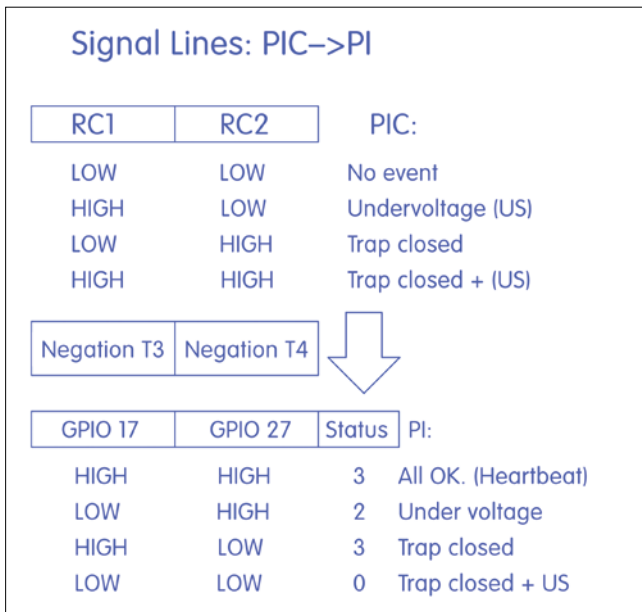 Signal Lines: PIC–>PI
RC1 RC2 PIC:
LOW LOW No event
HIGH LOW Undervoltage (US)
LOW HIGH Trap closed
HIGH HIGH Trap closed + (US)
Negation T3 Negation T4
GPIO 17 GPIO 27 Status PI:
HIGH HIGH 3 All OK. (Heartbeat)
LOW HIGH 2 Under voltage
HIGH LOW 3 Trap closed
LOW LOW 0 Trap closed + US